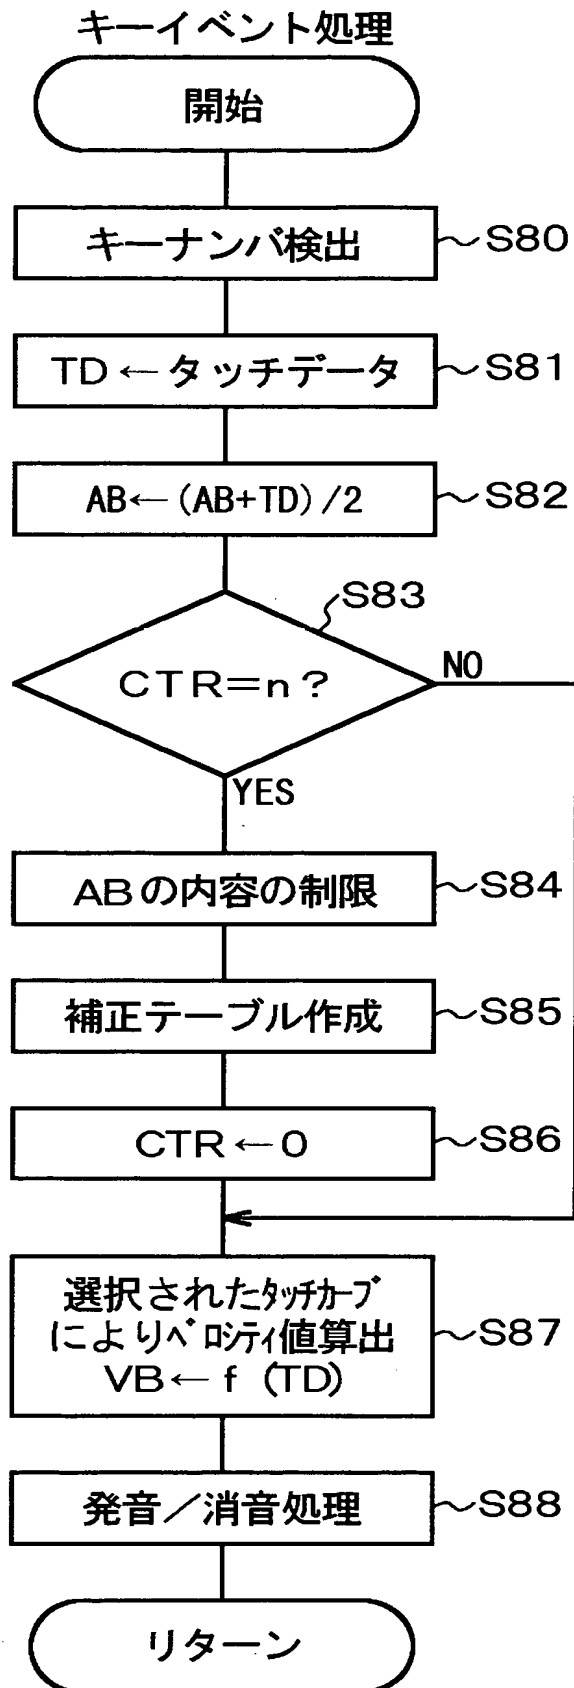 キーイベント処理
開始
キーナンバ検出
S80
TD←タッチデータ
S81
AB←(AB+TD)/2
S82
S83
CTR=n?
NO
YES
ABの内容の制限
S84
補正テーブル作成
S85
CTR←0
S86
選択されたﾀｯﾁｶｰﾌﾞ
によりﾍﾞﾛｼﾃｨ値算出
VB←f(TD)
S87
発音／消音処理
S88
リターン